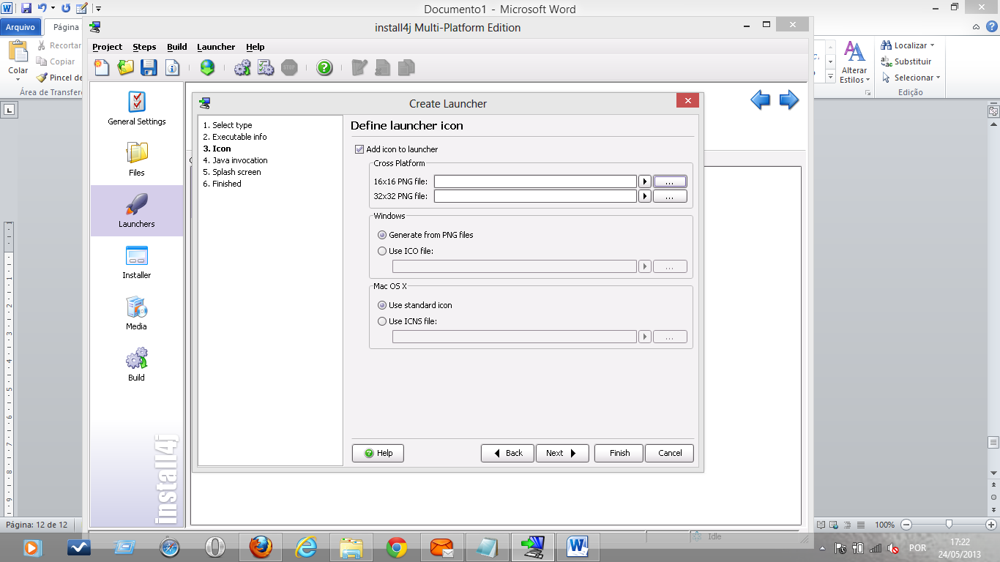 Documento1 - Microsoft Word
Arquivo
Página
install4j Multi-Platform Edition
Recortar
Copiar
Pincel de
Colar
Área de Transfere
Localizar
Substituir
Selecionar
Alterar
Estilos
Edição
Project Steps Build Launcher Help
STOP
General Settings
Files
Launchers
Installer
Media
Build
install4j
Create Launcher
1. Select type
2. Executable info
3. Icon
4. Java invocation
5. Splash screen
6. Finished
Define launcher icon
Add icon to launcher
Cross Platform
16x16 PNG file:
...
32x32 PNG file:
...
Windows
Generate from PNG files
Use ICO file:
...
Mac OS X
Use standard icon
Use ICNS file:
...
Help
Back
Next
Finish
Cancel
Página: 12 de 12
100%
Idle
POR
17:22
24/05/2013